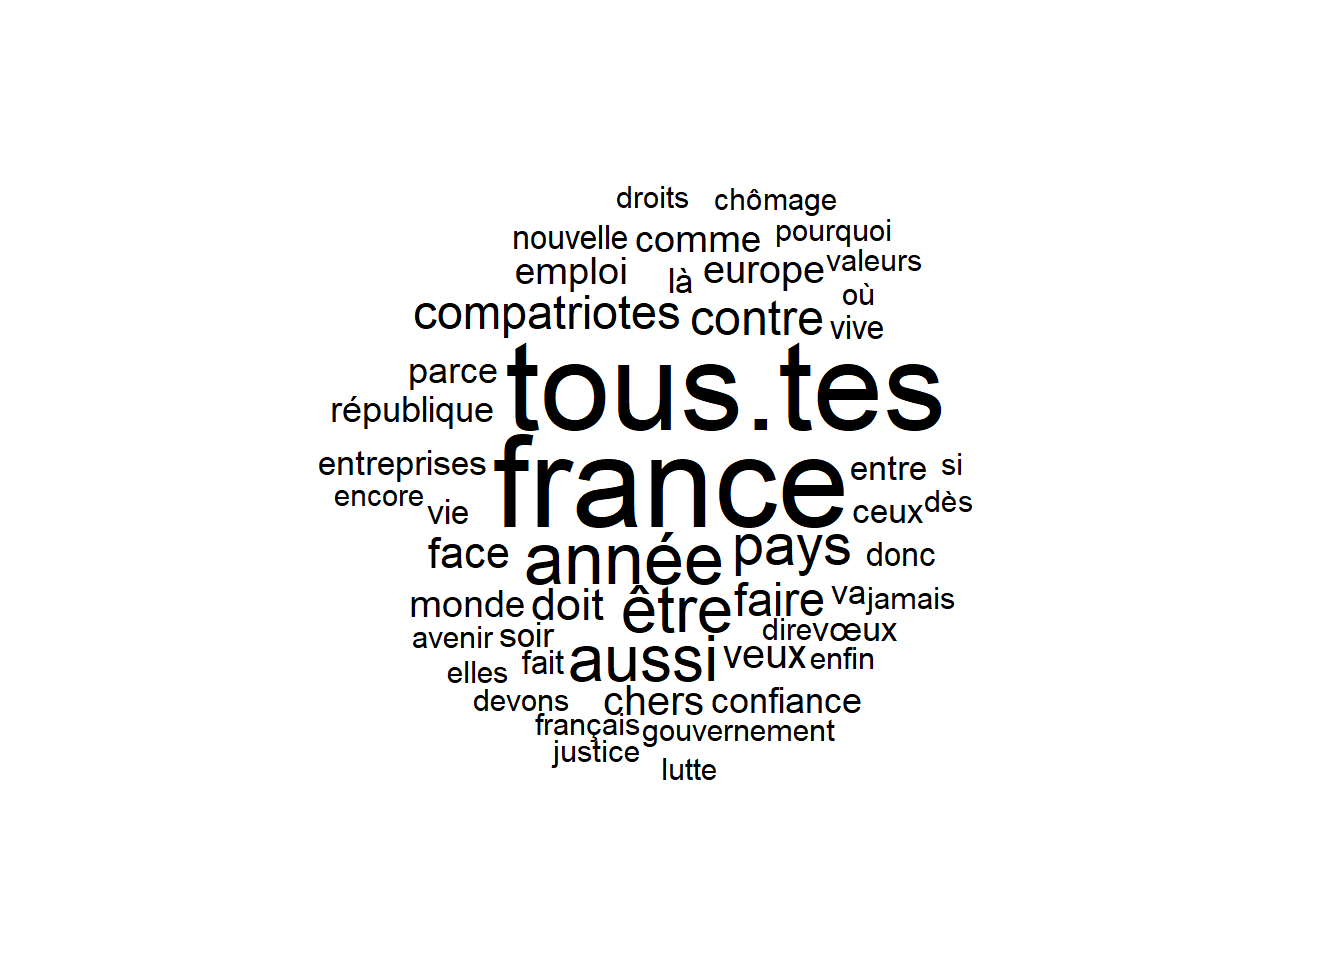 droits chômage
nouvelle comme pourquoi
emploi là europe valeurs
compatriotes contre où
vive
parce tous.tes
république
entreprises france entre si
encore vie ceux dès
face année pays donc
monde doit être faire va jamais
avenir soir dire vœux
elles fait aussi veux enfin
devons chers confiance
français gouvernement
justice
lutte